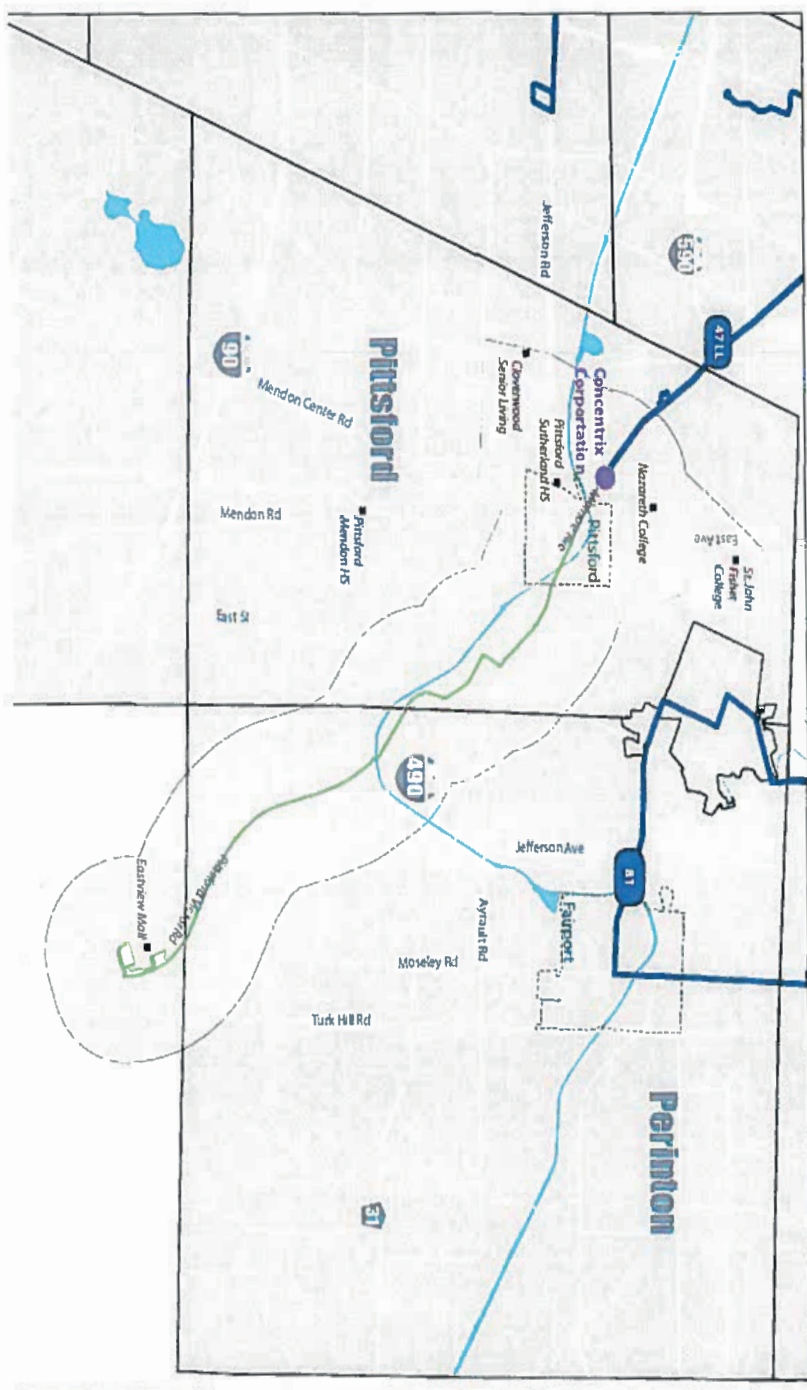 590
47 LL
Jefferson Rd
Concentrix
Corportation
Cloverwood
Senior Living
Pittsford
Sutherland HS
Nazareth College
East Ave
St. John
Fisher
College
Pittsford
Pittsford
90
Mendon Center Rd
Mendon Rd
Pittsford
Mendon HS
East St
490
Jefferson Ave
81
Fairport
Ayrault Rd
Moseley Rd
Turk Hill Rd
Eastview Mall
Perinton
31